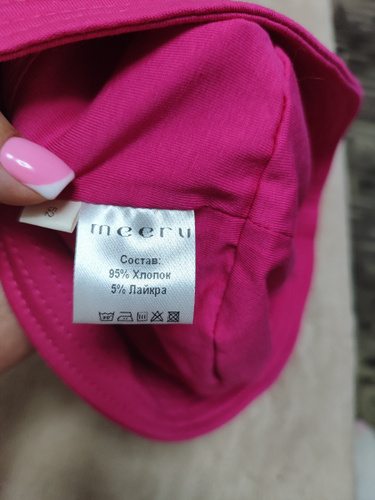 meeru
Состав:
95% Хлопок
5% Лайкра